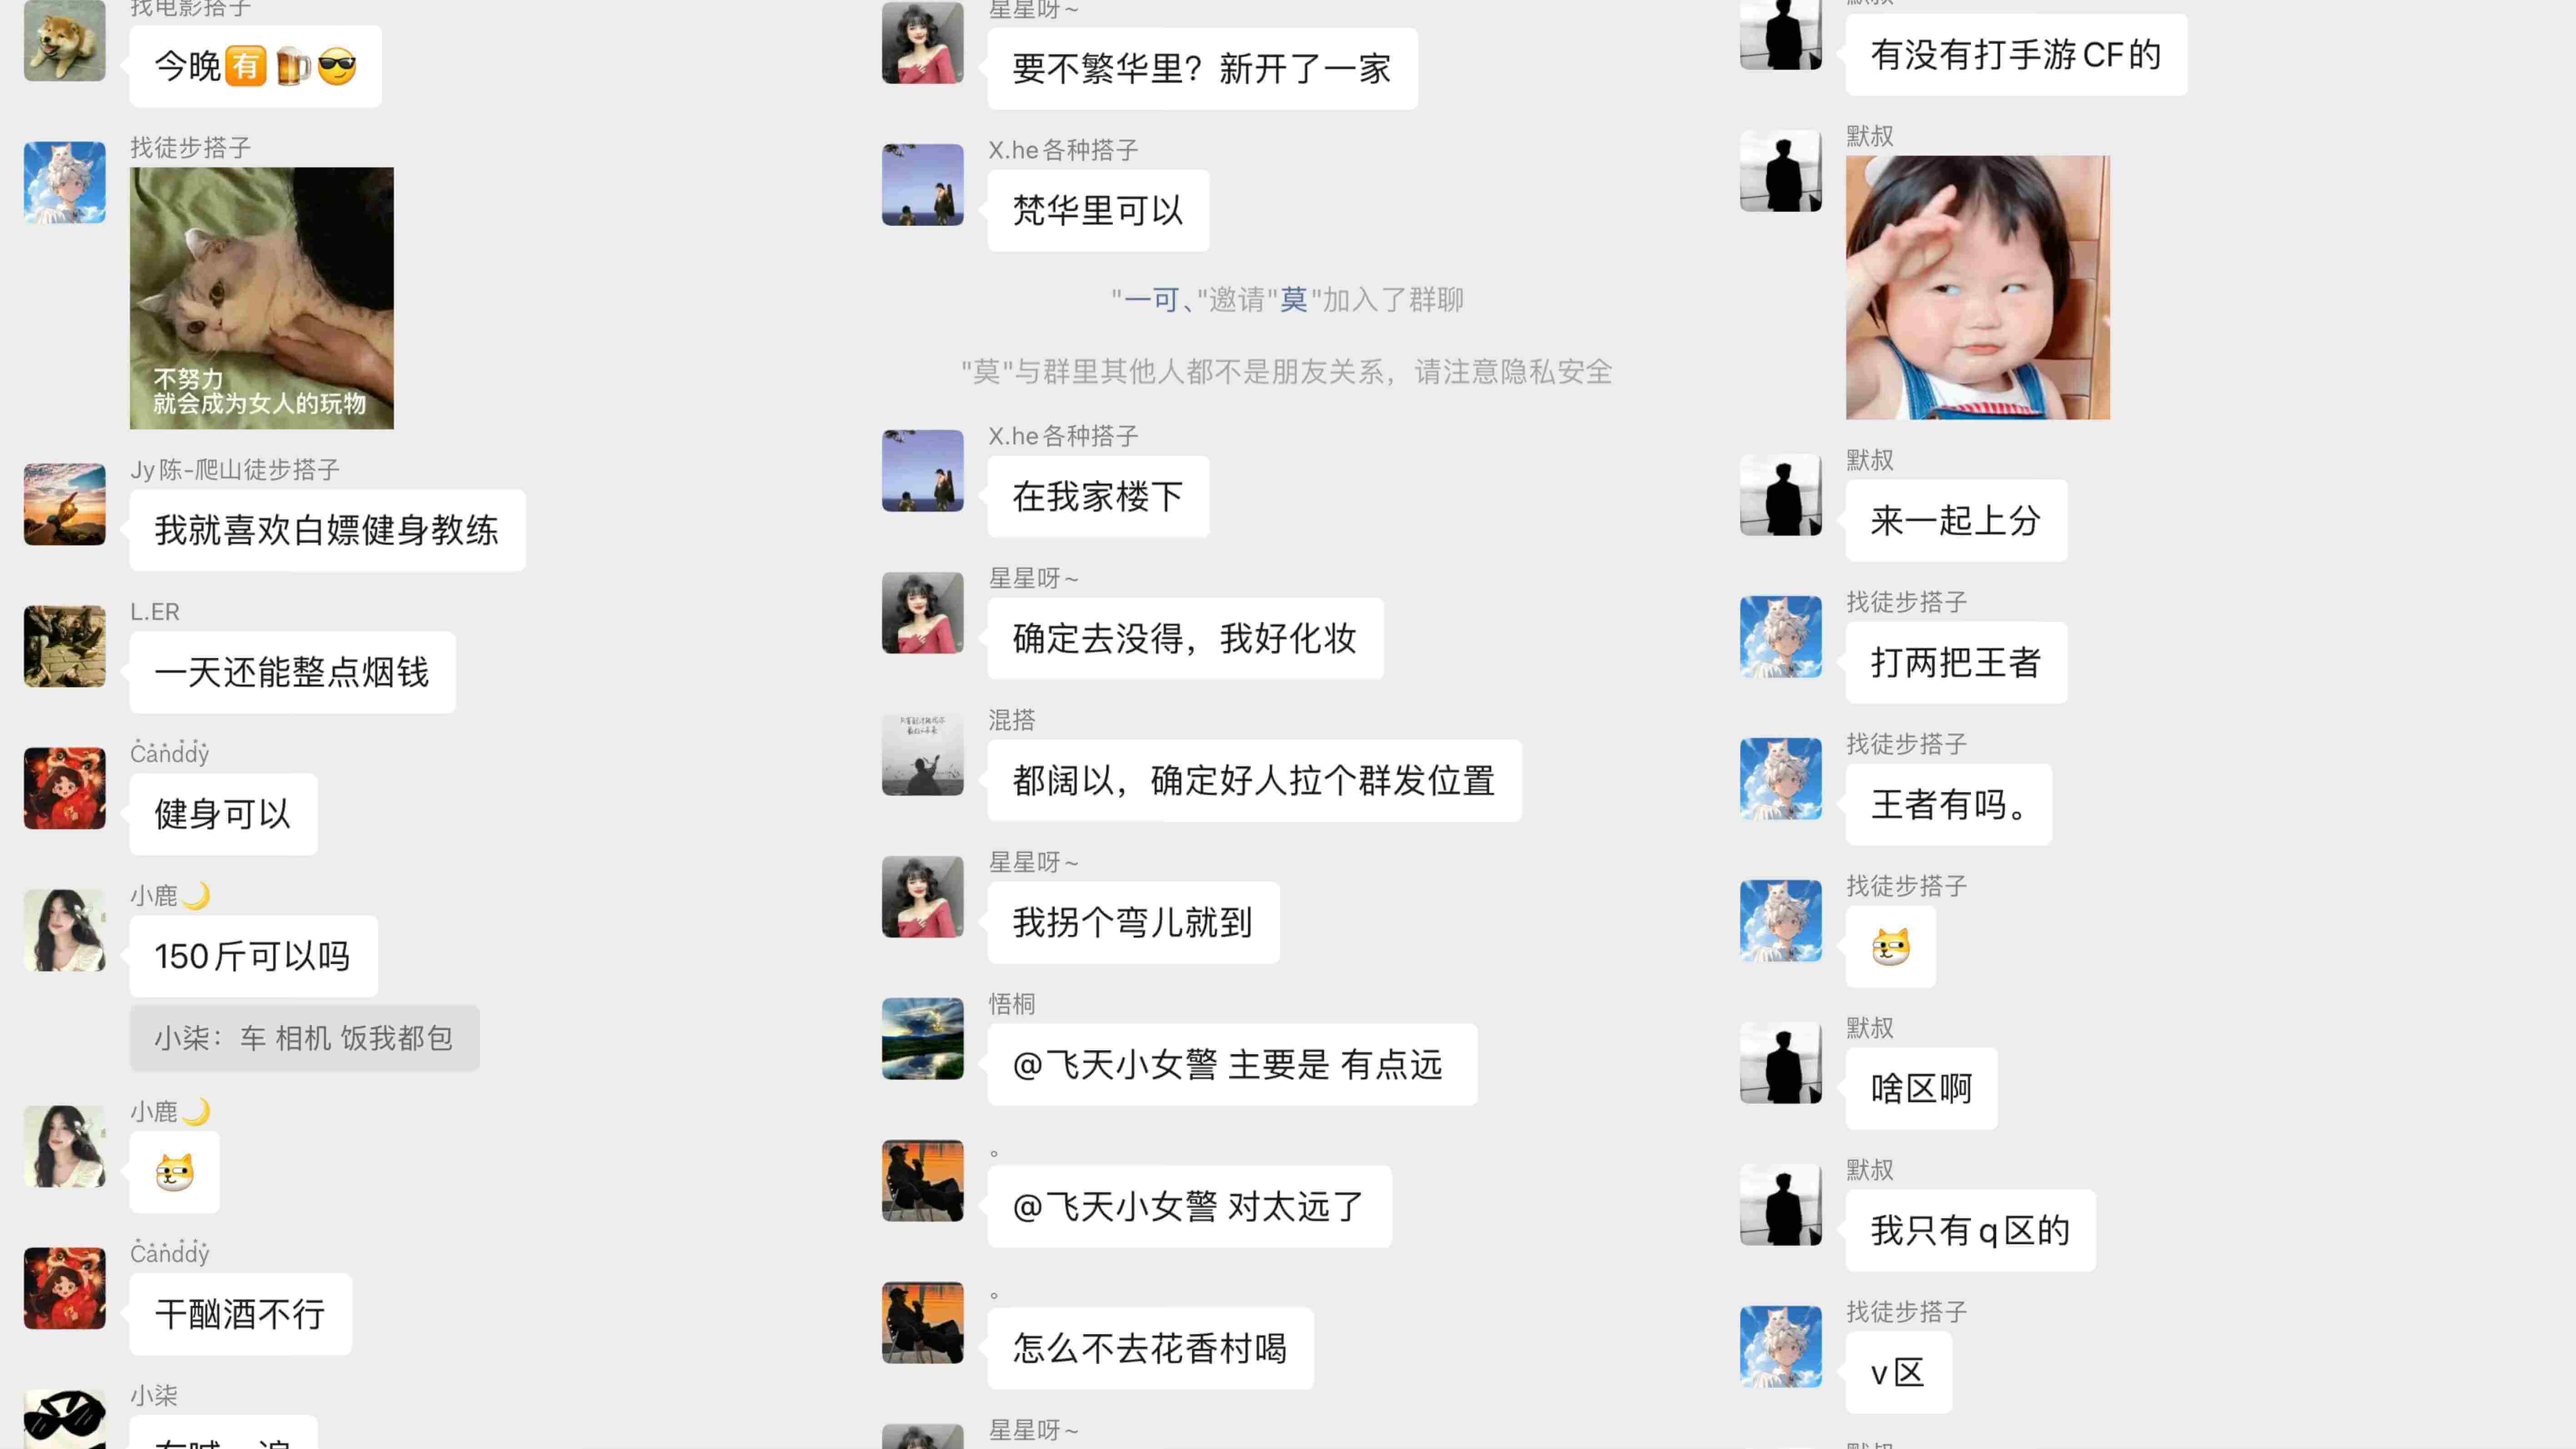 找电影搭子
今晚🈶🍺😎
找徒步搭子
不努力
就会成为女人的玩物
Jy陈-爬山徒步搭子
我就喜欢白嫖健身教练
L.ER
一天还能整点烟钱
Canddy
健身可以
小鹿🌙
150斤可以吗
小柒：车 相机 饭我都包
小鹿🌙
Canddy
干酗酒不行
小柒
星星呀~
要不繁华里？新开了一家
X.he各种搭子
梵华里可以
"一可、"邀请"莫"加入了群聊
"莫"与群里其他人都不是朋友关系，请注意隐私安全
X.he各种搭子
在我家楼下
星星呀~
确定去没得，我好化妆
混搭
都阔以，确定好人拉个群发位置
星星呀~
我拐个弯儿就到
悟桐
@飞天小女警 主要是 有点远
。
@飞天小女警 对太远了
。
怎么不去花香村喝
星星呀~
默叔
有没有打手游CF的
默叔
默叔
来一起上分
找徒步搭子
打两把王者
找徒步搭子
王者有吗。
找徒步搭子
默叔
啥区啊
默叔
我只有q区的
找徒步搭子
v区